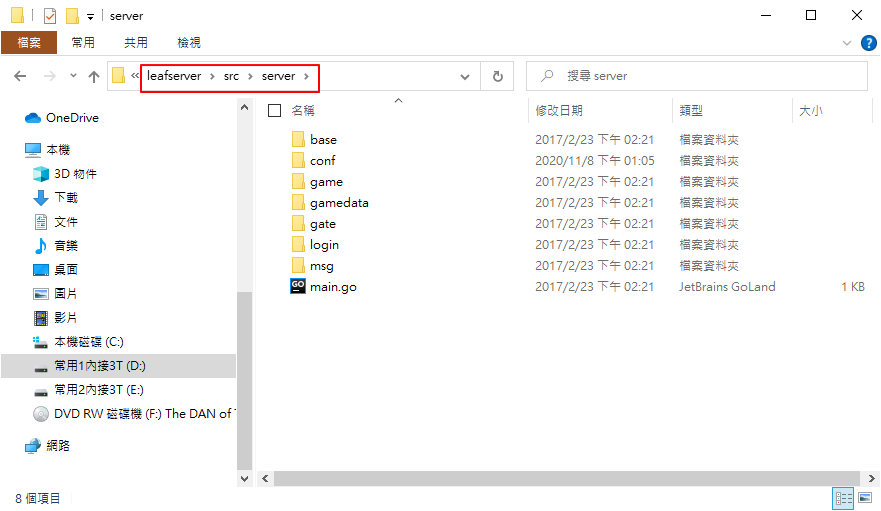 server
檔案 常用 共用 檢視
« leafserver › src › server › 搜尋 server
名稱 修改日期 類型 大小
OneDrive
本機
3D 物件
下載
文件
音樂
桌面
圖片
影片
本機磁碟 (C:)
常用1內接3T (D:)
常用2內接3T (E:)
DVD RW 磁碟機 (F:) The DAN of
網路
base 2017/2/23 下午 02:21 檔案資料夾
conf 2020/11/8 下午 01:05 檔案資料夾
game 2017/2/23 下午 02:21 檔案資料夾
gamedata 2017/2/23 下午 02:21 檔案資料夾
gate 2017/2/23 下午 02:21 檔案資料夾
login 2017/2/23 下午 02:21 檔案資料夾
msg 2017/2/23 下午 02:21 檔案資料夾
GO main.go 2017/2/23 下午 02:21 JetBrains GoLand 1 KB
8 個項目